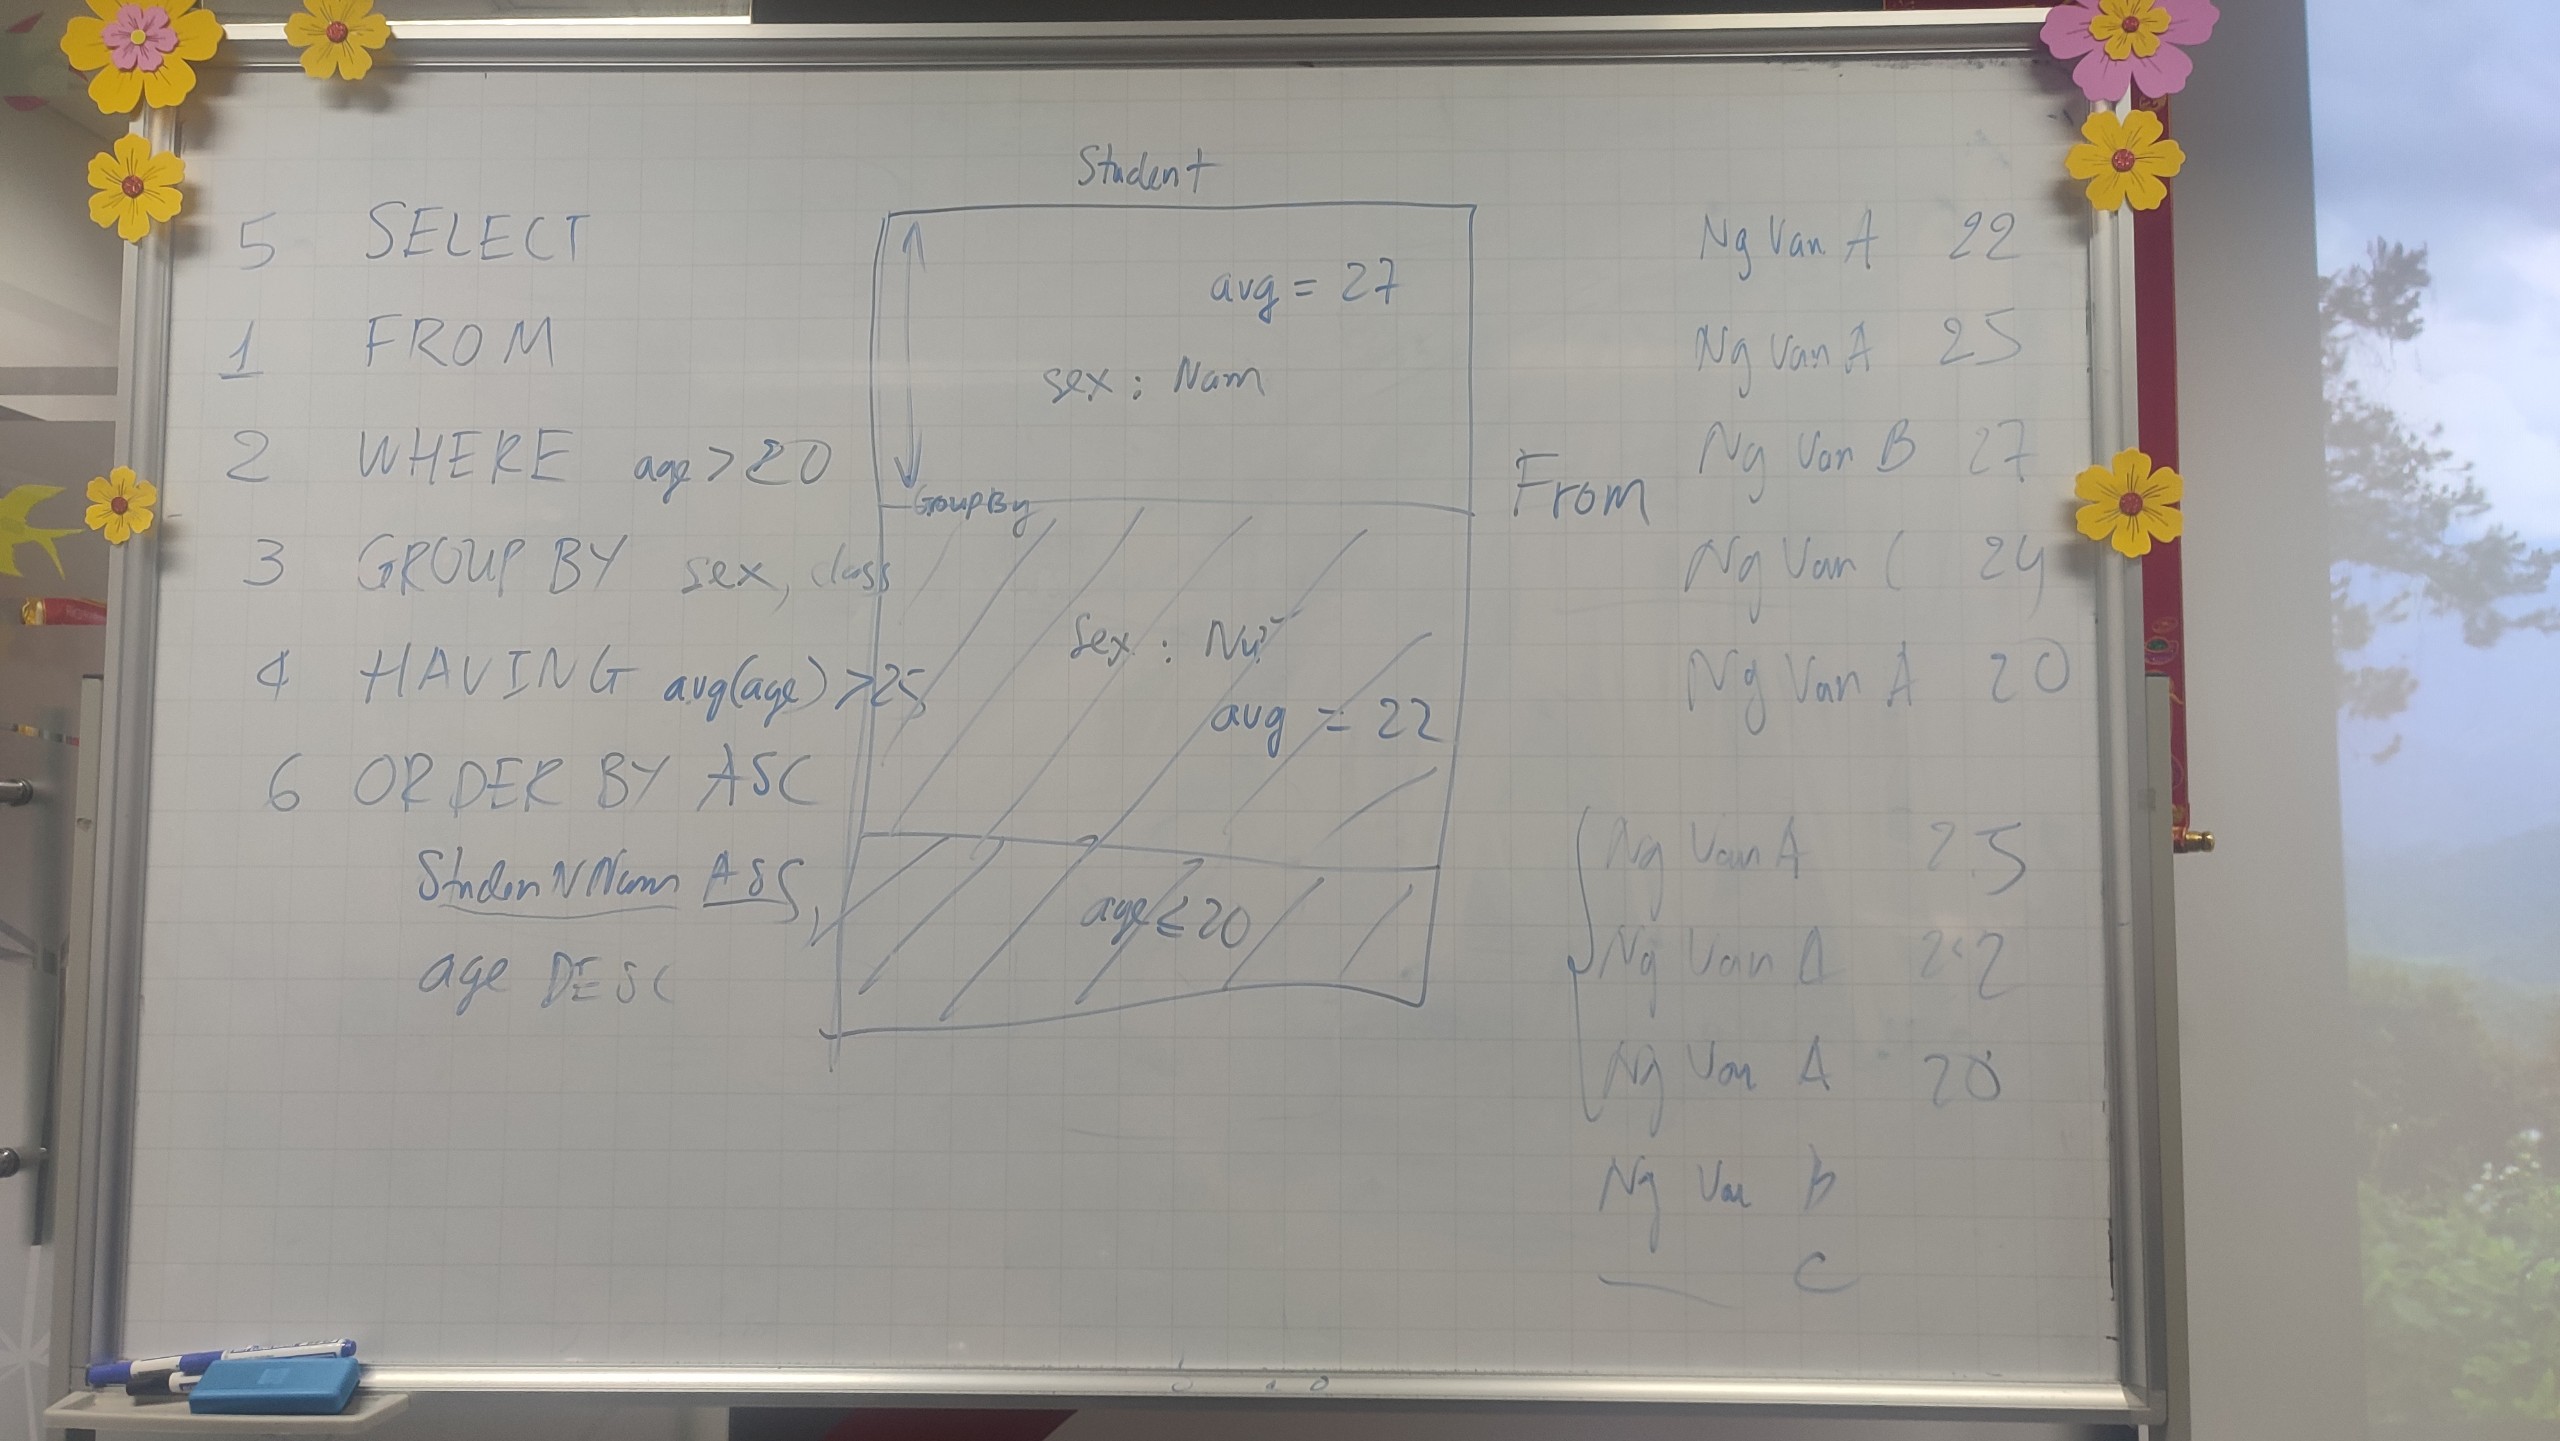 5 SELECT
1 FROM
2 WHERE age > 20
3 GROUP BY sex, class
4 HAVING avg(age) > 25
6 ORDER BY ASC
ASC,
age DESC
Student
avg = 27
sex : Nam
Group By
Sex : Nữ
avg = 22
age ≤ 20
From
Ng Van A 22
Ng Van A 25
Ng Van B 27
Ng Van C 24
Ng Van A 20
Ng Van A 25
Ng Van A 22
Ng Van A 20
Ng Van B
C